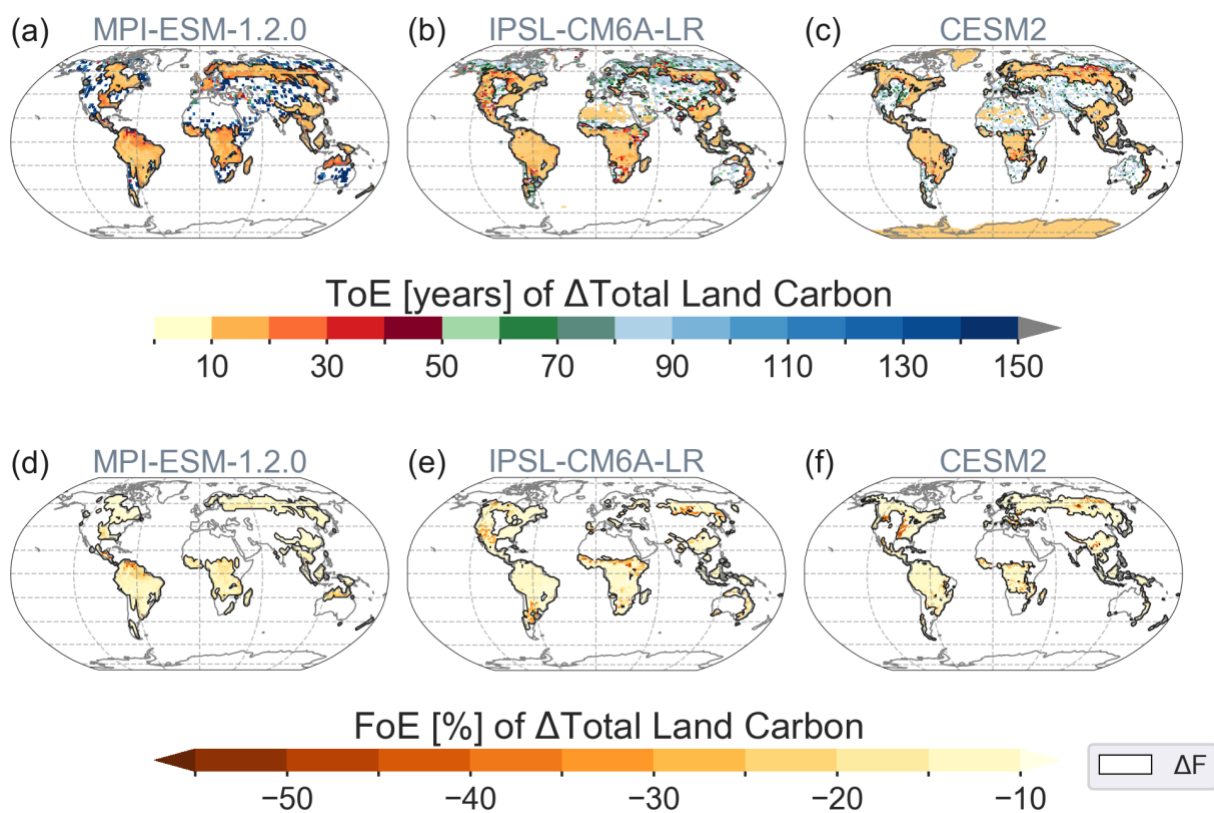 (a) MPI-ESM-1.2.0 (b) IPSL-CM6A-LR (c) CESM2
ToE [years] of ΔTotal Land Carbon
10 30 50 70 90 110 130 150
(d) MPI-ESM-1.2.0 (e) IPSL-CM6A-LR (f) CESM2
FoE [%] of ΔTotal Land Carbon
ΔF
−50 −40 −30 −20 −10